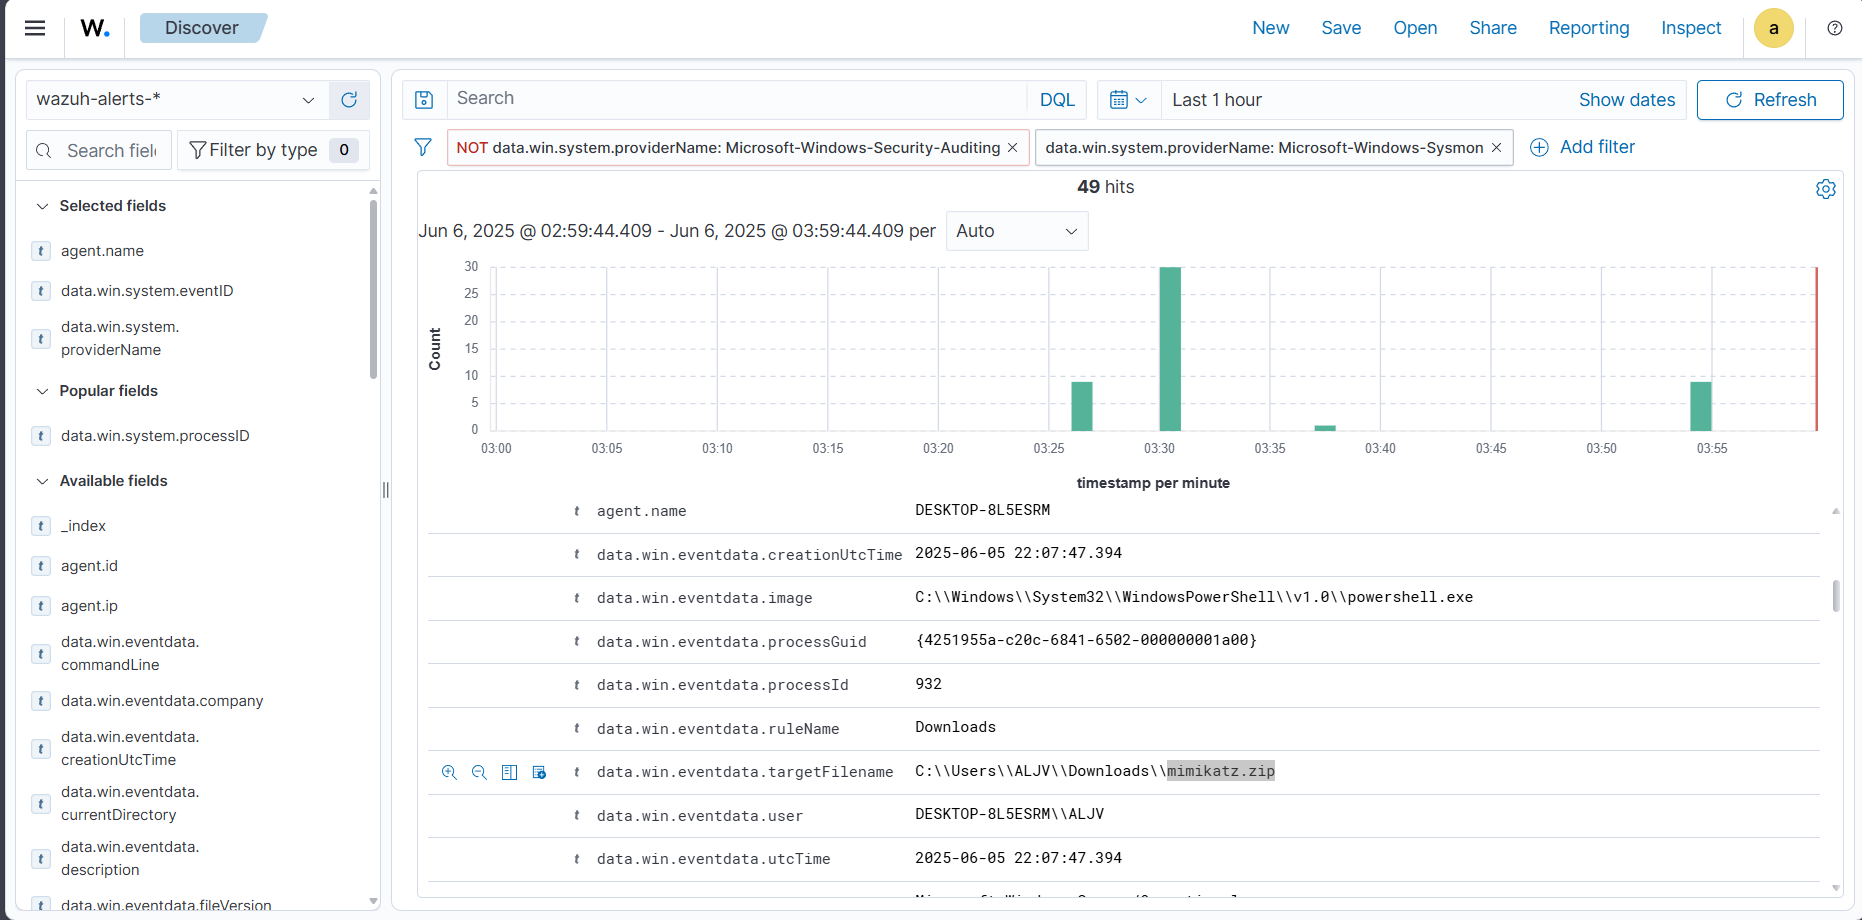 W.
Discover
New Save Open Share Reporting Inspect
a
wazuh-alerts-*
Search
DQL
Last 1 hour
Show dates
Refresh
Search fiel
Filter by type 0
NOT data.win.system.providerName: Microsoft-Windows-Security-Auditing ×
data.win.system.providerName: Microsoft-Windows-Sysmon ×
Add filter
Selected fields
t agent.name
t data.win.system.eventID
t data.win.system.
providerName
Popular fields
t data.win.system.processID
Available fields
t _index
t agent.id
t agent.ip
t data.win.eventdata.
commandLine
t data.win.eventdata.company
t data.win.eventdata.
creationUtcTime
t data.win.eventdata.
currentDirectory
t data.win.eventdata.
description
t data.win.eventdata.fileVersion
49 hits
Jun 6, 2025 @ 02:59:44.409 - Jun 6, 2025 @ 03:59:44.409 per Auto
Count
30
25
20
15
10
5
0
03:00 03:05 03:10 03:15 03:20 03:25 03:30 03:35 03:40 03:45 03:50 03:55
timestamp per minute
t agent.name DESKTOP-8L5ESRM
t data.win.eventdata.creationUtcTime 2025-06-05 22:07:47.394
t data.win.eventdata.image C:\\Windows\\System32\\WindowsPowerShell\\v1.0\\powershell.exe
t data.win.eventdata.processGuid {4251955a-c20c-6841-6502-000000001a00}
t data.win.eventdata.processId 932
t data.win.eventdata.ruleName Downloads
t data.win.eventdata.targetFilename C:\\Users\\ALJV\\Downloads\\mimikatz.zip
t data.win.eventdata.user DESKTOP-8L5ESRM\\ALJV
t data.win.eventdata.utcTime 2025-06-05 22:07:47.394